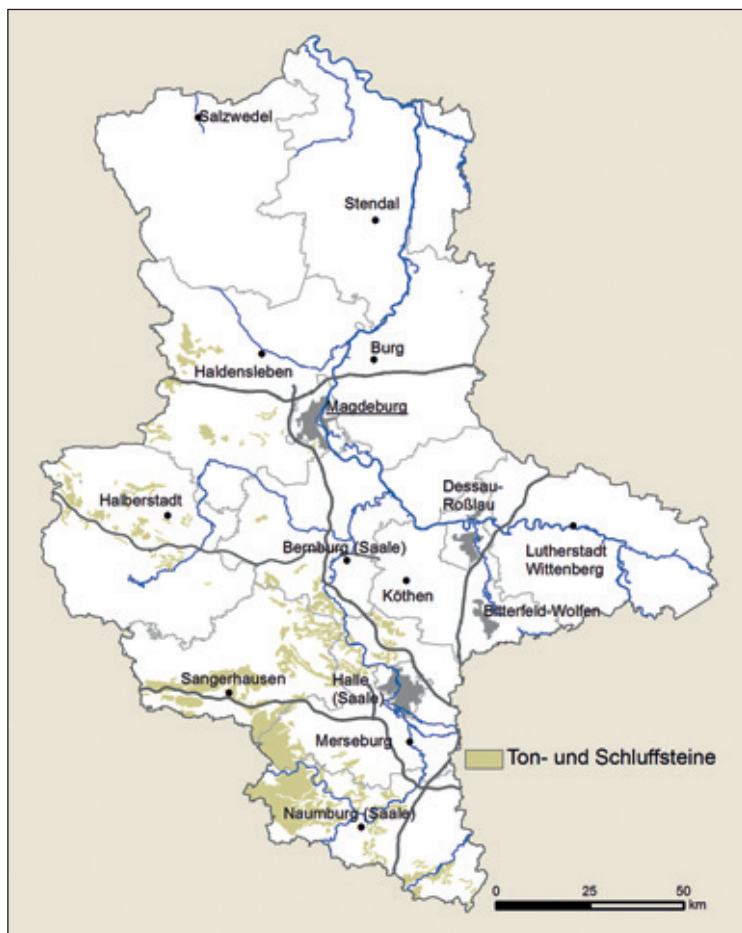 Salzwedel
Stendal
Burg
Haldensleben
Magdeburg
Dessau-
Roßlau
Halberstadt
Lutherstadt
Wittenberg
Bernburg (Saale)
Köthen
Bitterfeld-Wolfen
Sangerhausen
Halle
(Saale)
Merseburg
Ton- und Schluffsteine
Naumburg (Saale)
0 25 50
km